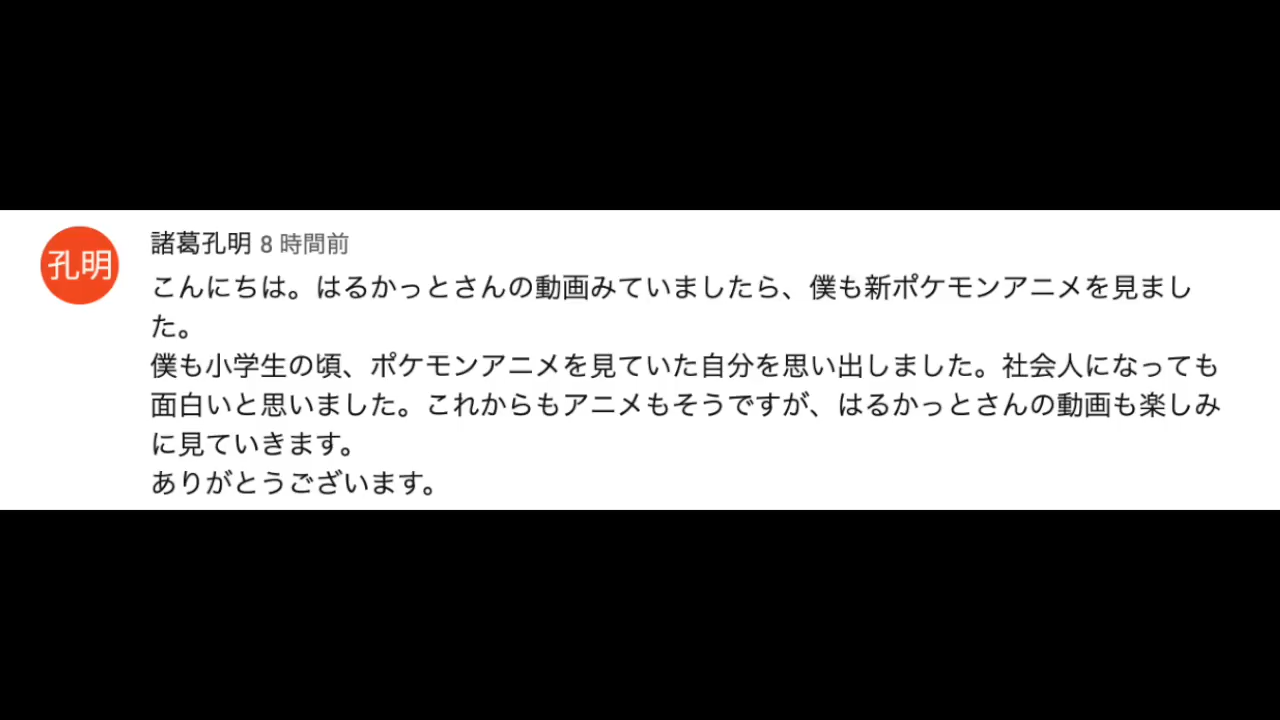 孔明
諸葛孔明 8 時間前
こんにちは。はるかっとさんの動画みていましたら、僕も新ポケモンアニメを見まし
た。
僕も小学生の頃、ポケモンアニメを見ていた自分を思い出しました。社会人になっても
面白いと思いました。これからもアニメもそうですが、はるかっとさんの動画も楽しみ
に見ていきます。
ありがとうございます。